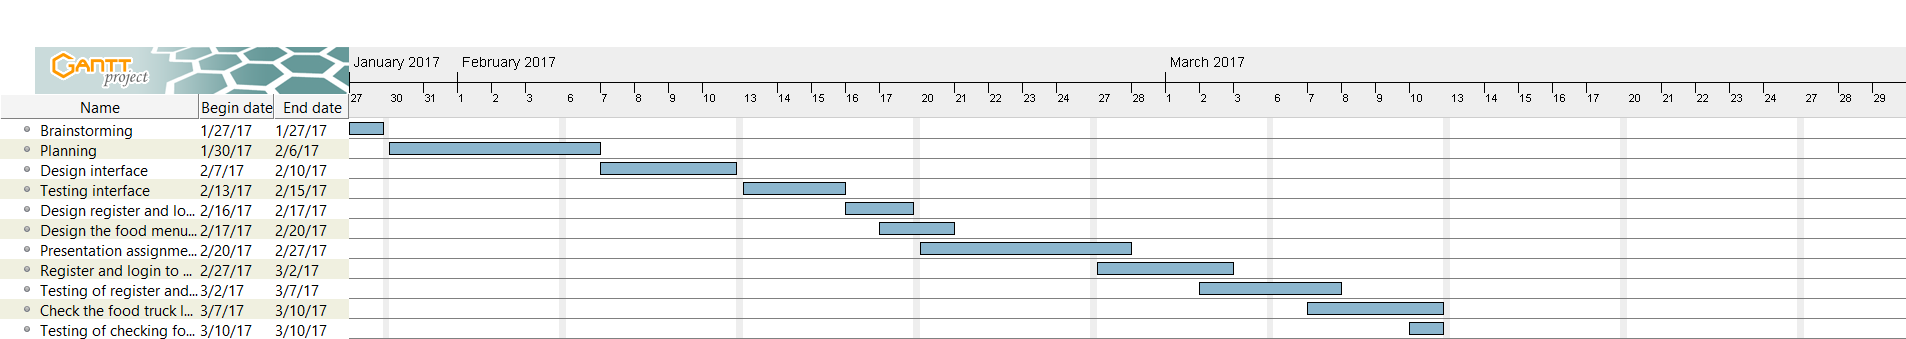 GANTT
project
January 2017 February 2017 March 2017
27 30 31 1 2 3 6 7 8 9 10 13 14 15 16 17 20 21 22 23 24 27 28 1 2 3 6 7 8 9 10 13 14 15 16 17 20 21 22 23 24 27 28 29
Name Begin date End date
Brainstorming 1/27/17 1/27/17
Planning 1/30/17 2/6/17
Design interface 2/7/17 2/10/17
Testing interface 2/13/17 2/15/17
Design register and lo... 2/16/17 2/17/17
Design the food menu... 2/17/17 2/20/17
Presentation assignme... 2/20/17 2/27/17
Register and login to ... 2/27/17 3/2/17
Testing of register and... 3/2/17 3/7/17
Check the food truck l... 3/7/17 3/10/17
Testing of checking fo... 3/10/17 3/10/17